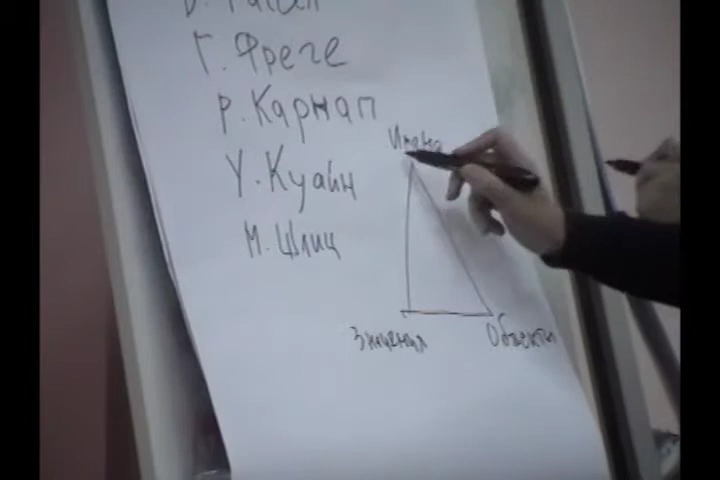 Г. Фреге
Р. Карнап
У. Куайн
М. Шлиц
Имена
Значения
Объекты